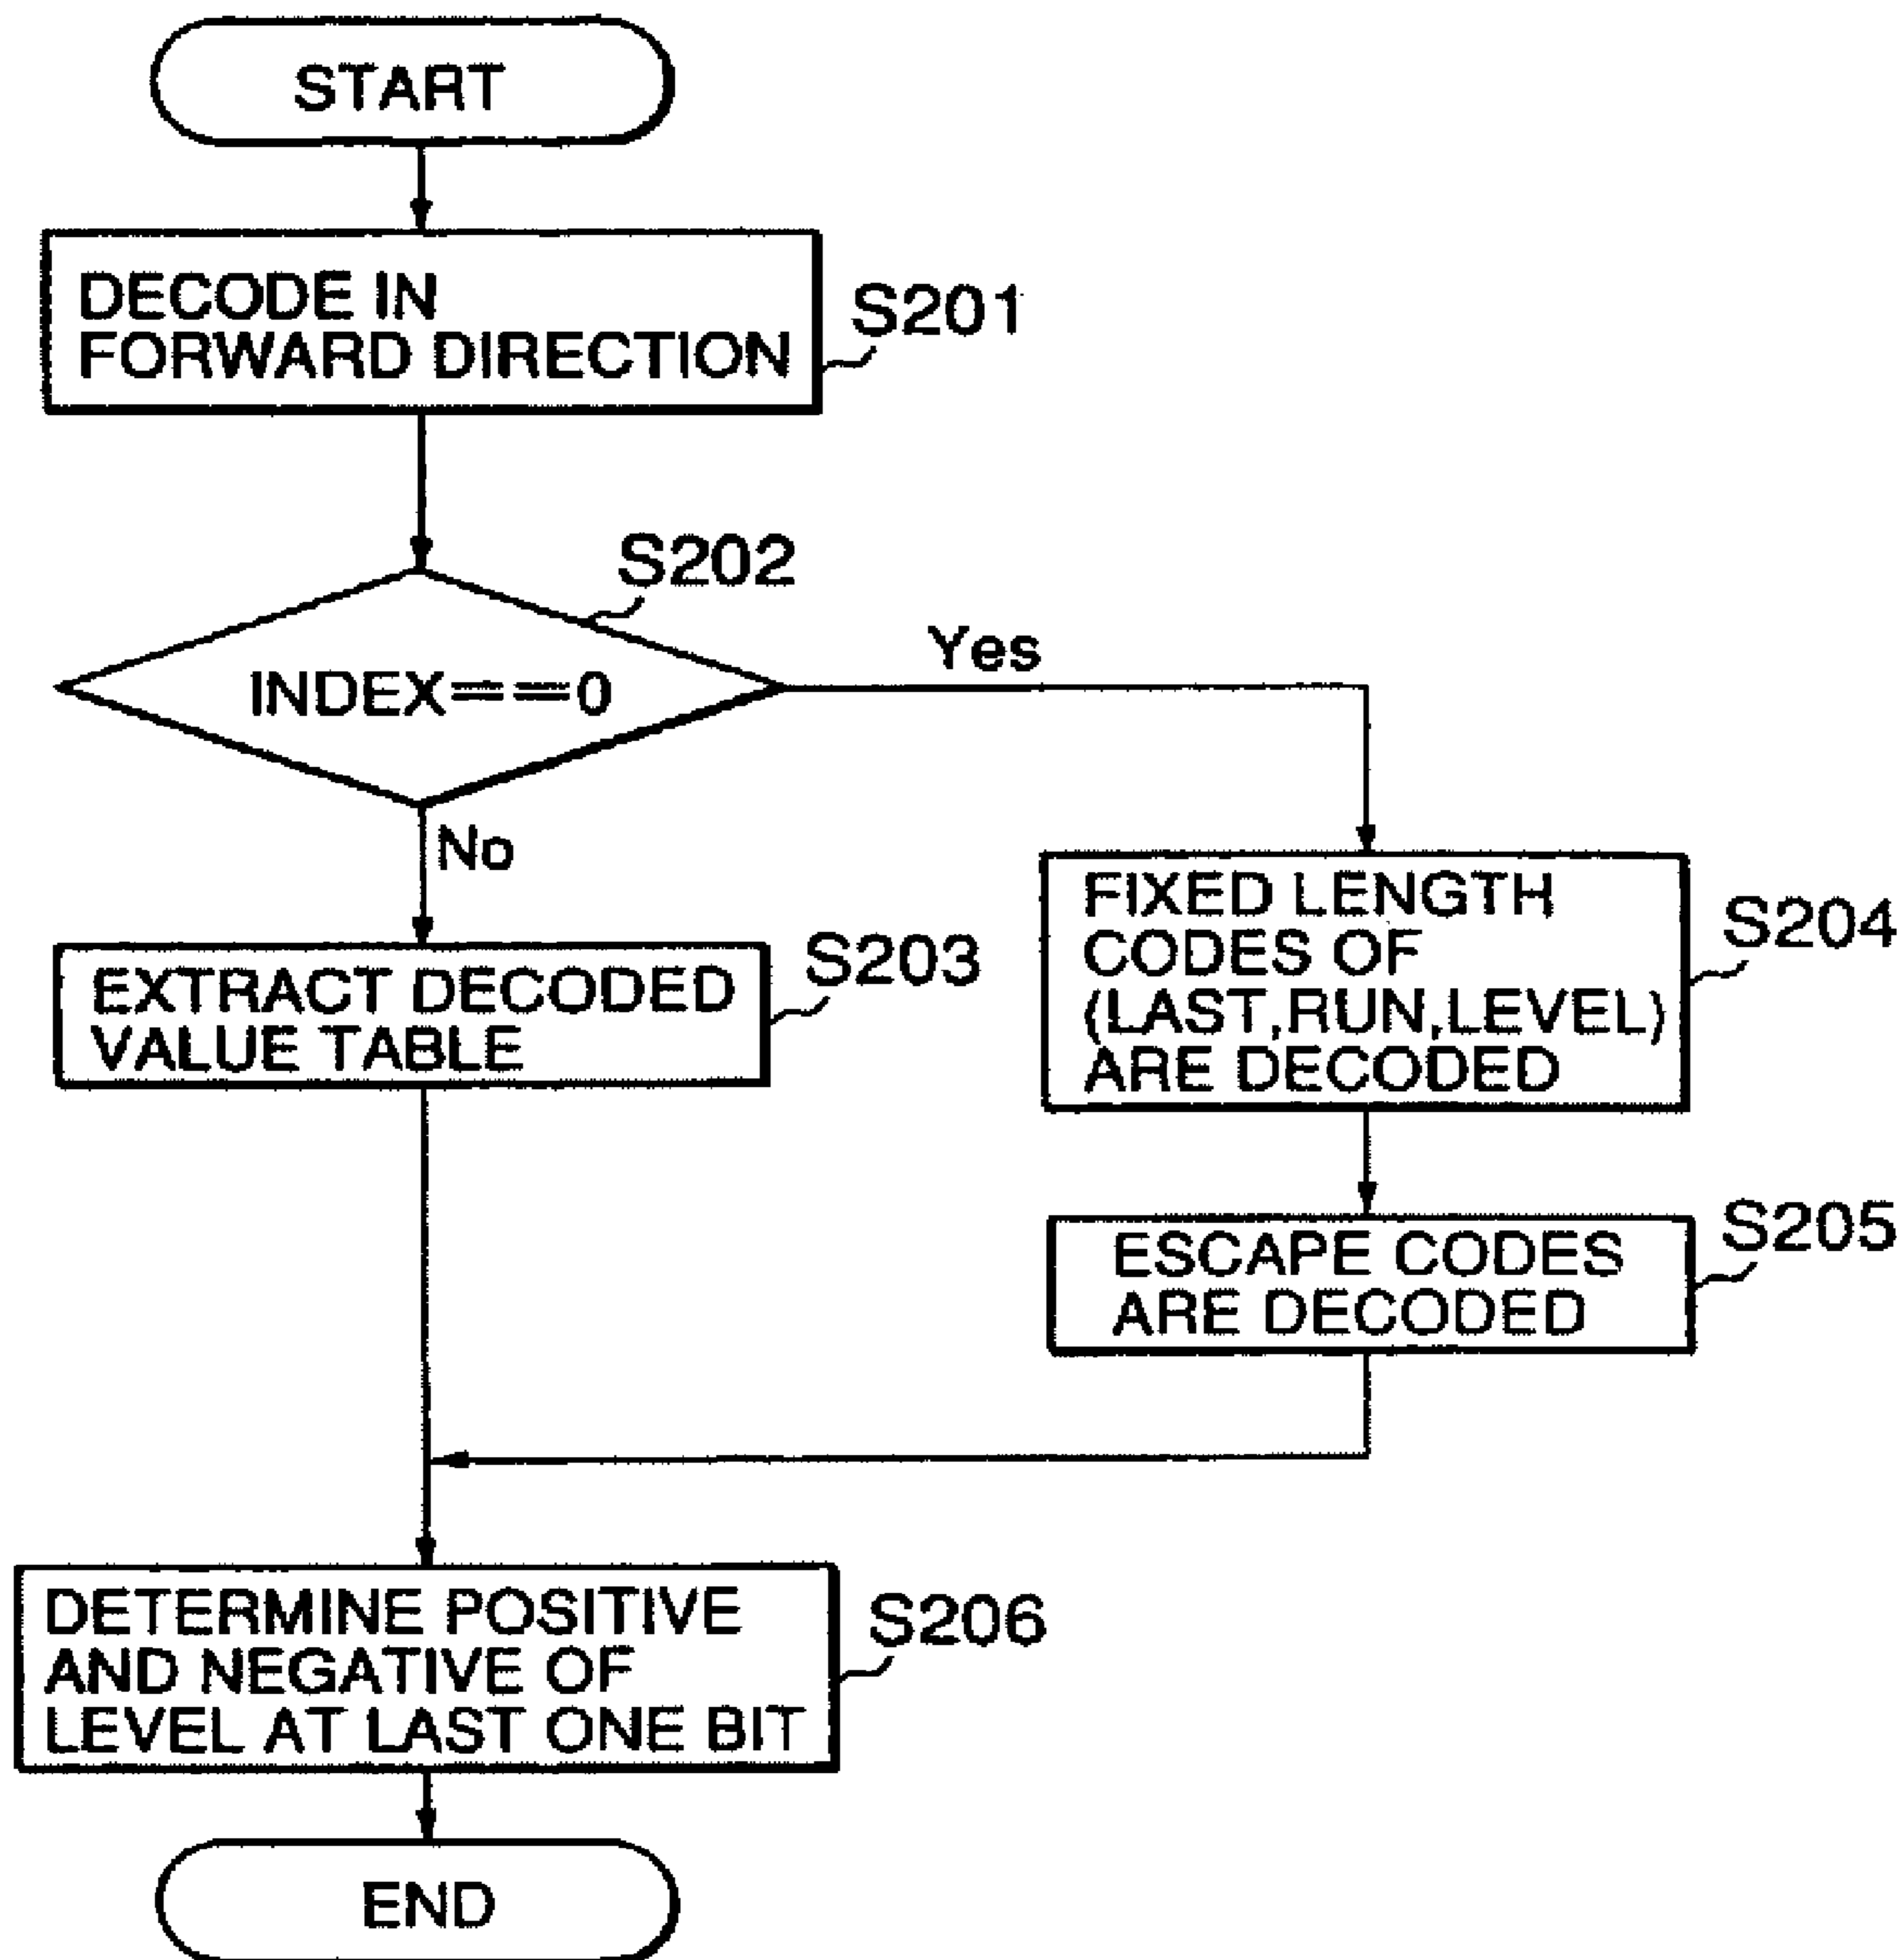 START
DECODE IN
FORWARD DIRECTION
S201
S202
INDEX==0
Yes
No
EXTRACT DECODED
VALUE TABLE
S203
FIXED LENGTH
CODES OF
(LAST,RUN,LEVEL)
ARE DECODED
S204
ESCAPE CODES
ARE DECODED
S205
DETERMINE POSITIVE
AND NEGATIVE OF
LEVEL AT LAST ONE BIT
S206
END